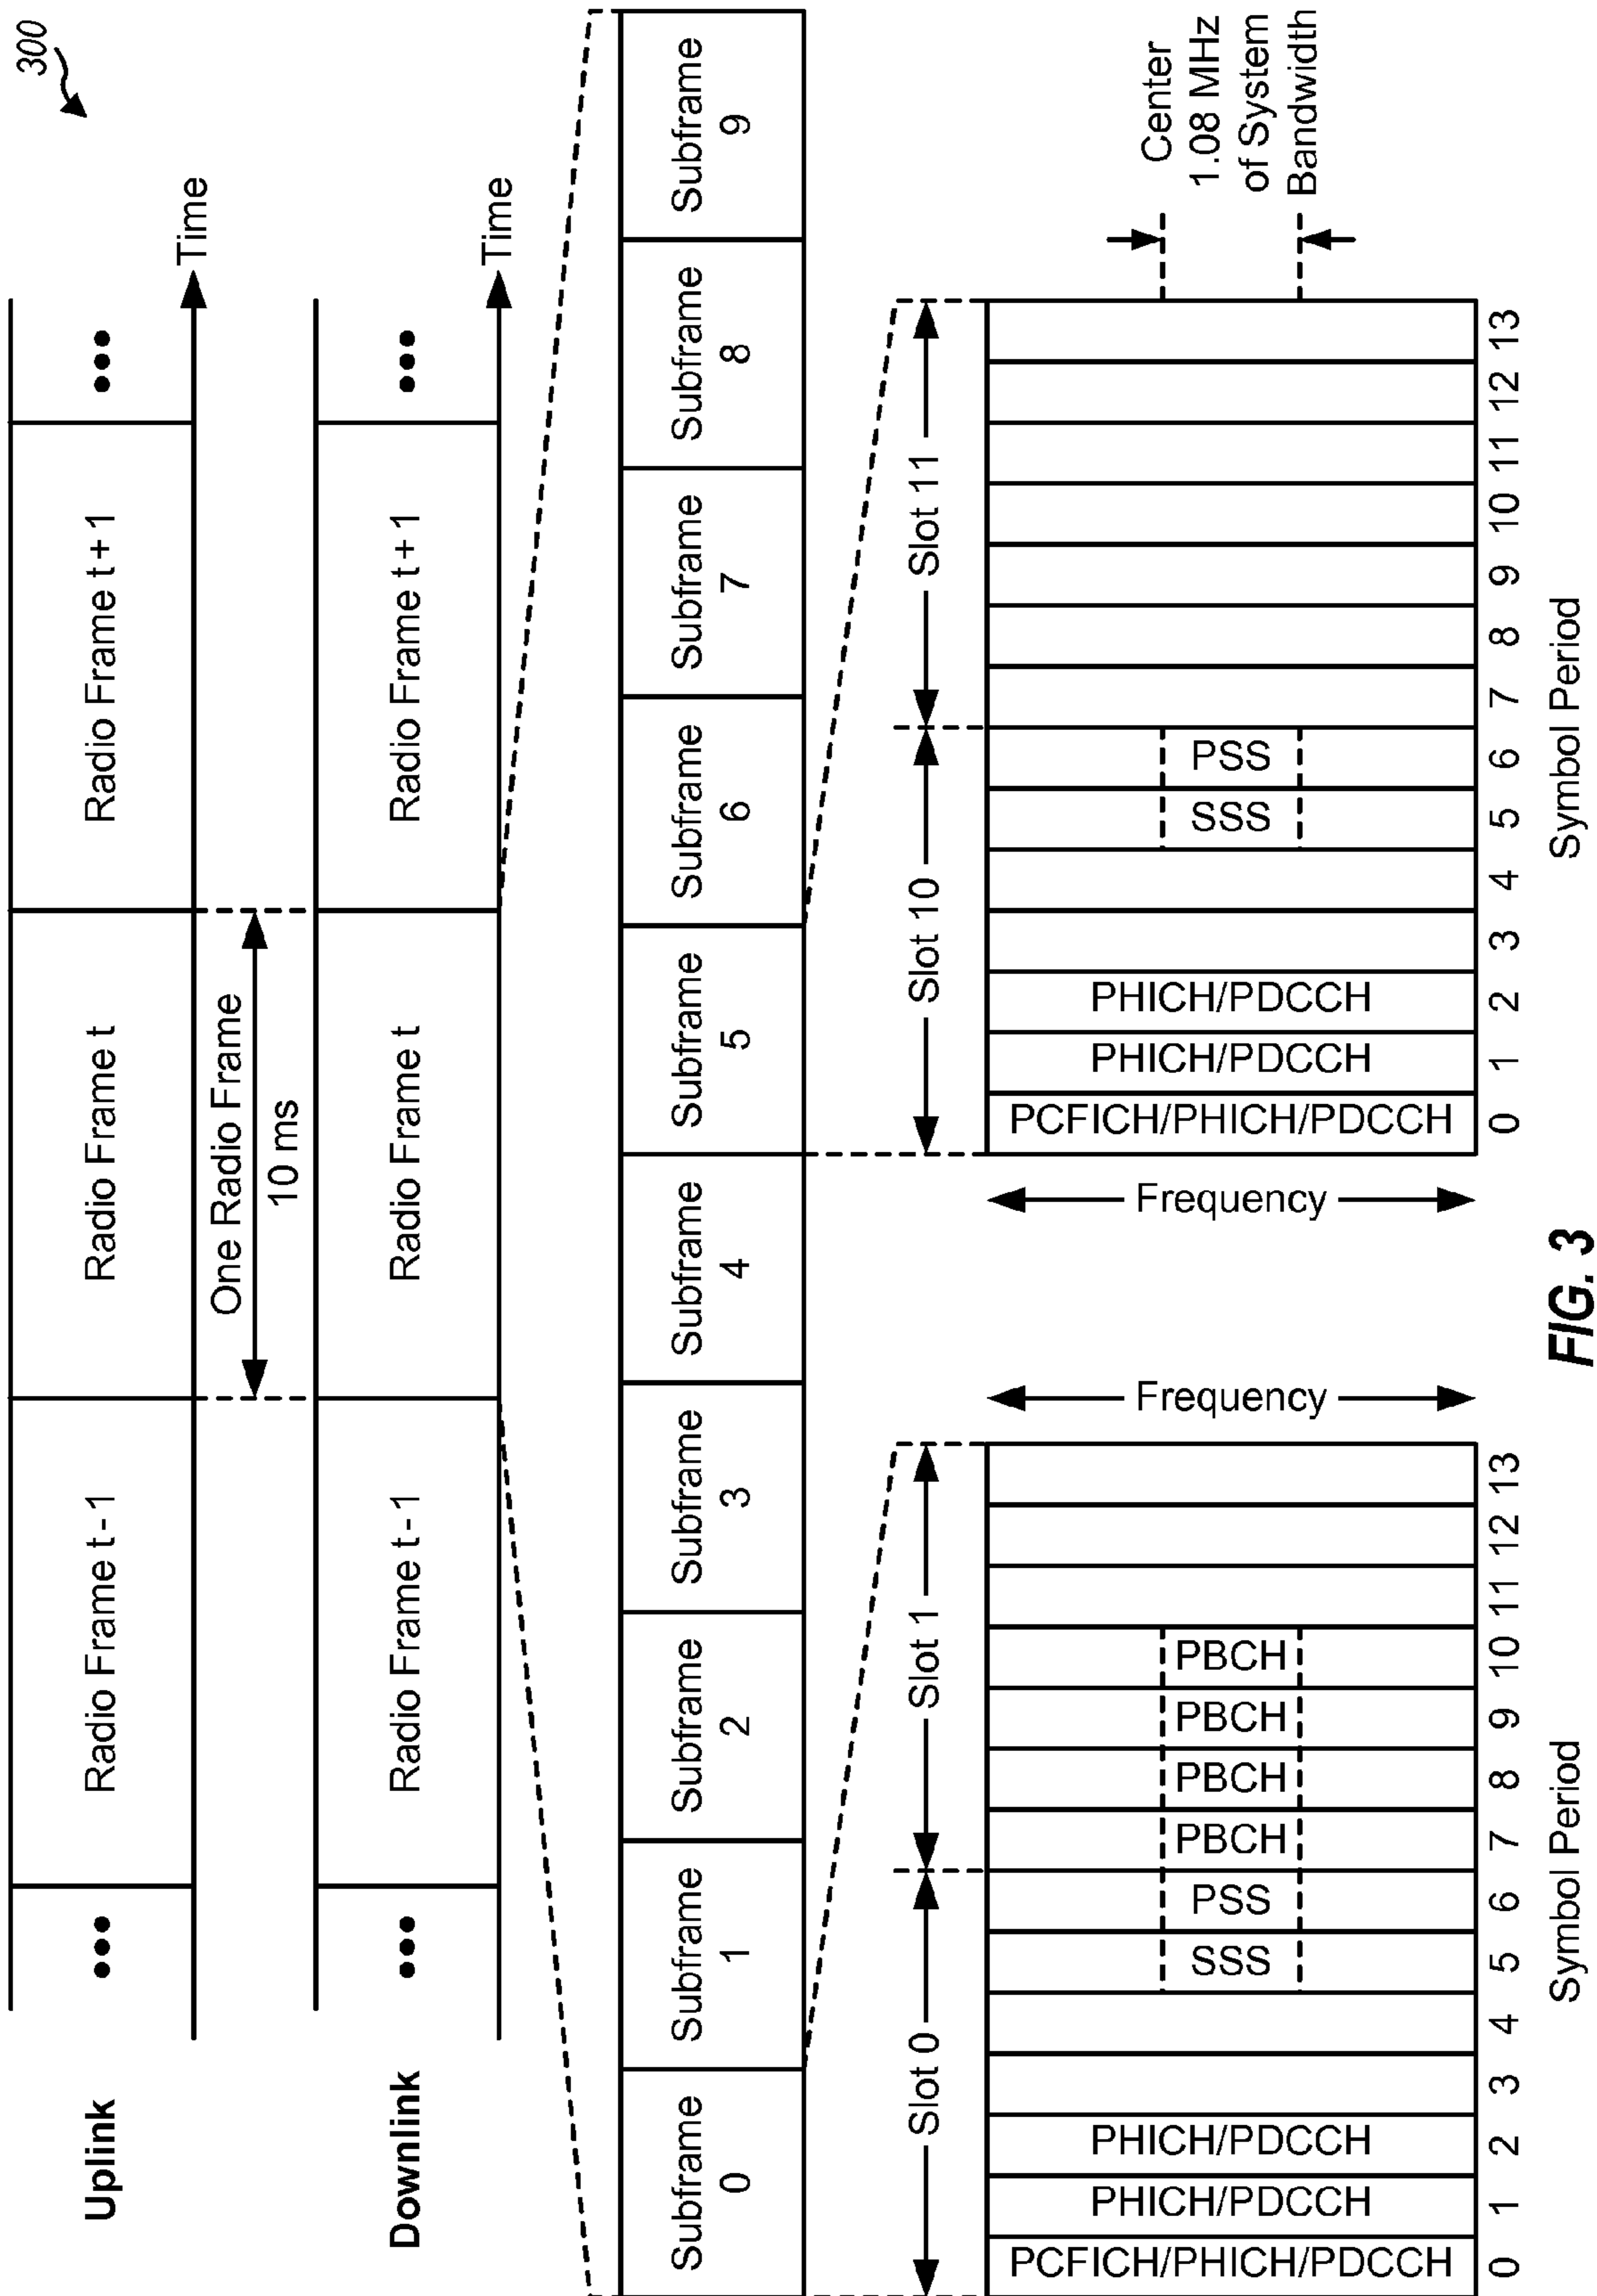 300
Uplink
•••
Radio Frame t-1
Radio Frame t
Radio Frame t+1
•••
Time
One Radio Frame
10 ms
Downlink
•••
Radio Frame t-1
Radio Frame t
Radio Frame t+1
•••
Time
Subframe
0
Subframe
1
Subframe
2
Subframe
3
Subframe
4
Subframe
5
Subframe
6
Subframe
7
Subframe
8
Subframe
9
Slot 0
Slot 1
PCFICH/PHICH/PDCCH
PHICH/PDCCH
PHICH/PDCCH
SSS
PSS
PBCH
PBCH
PBCH
PBCH
0 1 2 3 4 5 6 7 8 9 10 11 12 13
Symbol Period
Frequency
Slot 10
Slot 11
Frequency
PCFICH/PHICH/PDCCH
PHICH/PDCCH
PHICH/PDCCH
SSS
PSS
0 1 2 3 4 5 6 7 8 9 10 11 12 13
Symbol Period
Center
1.08 MHz
of System
Bandwidth
FIG. 3